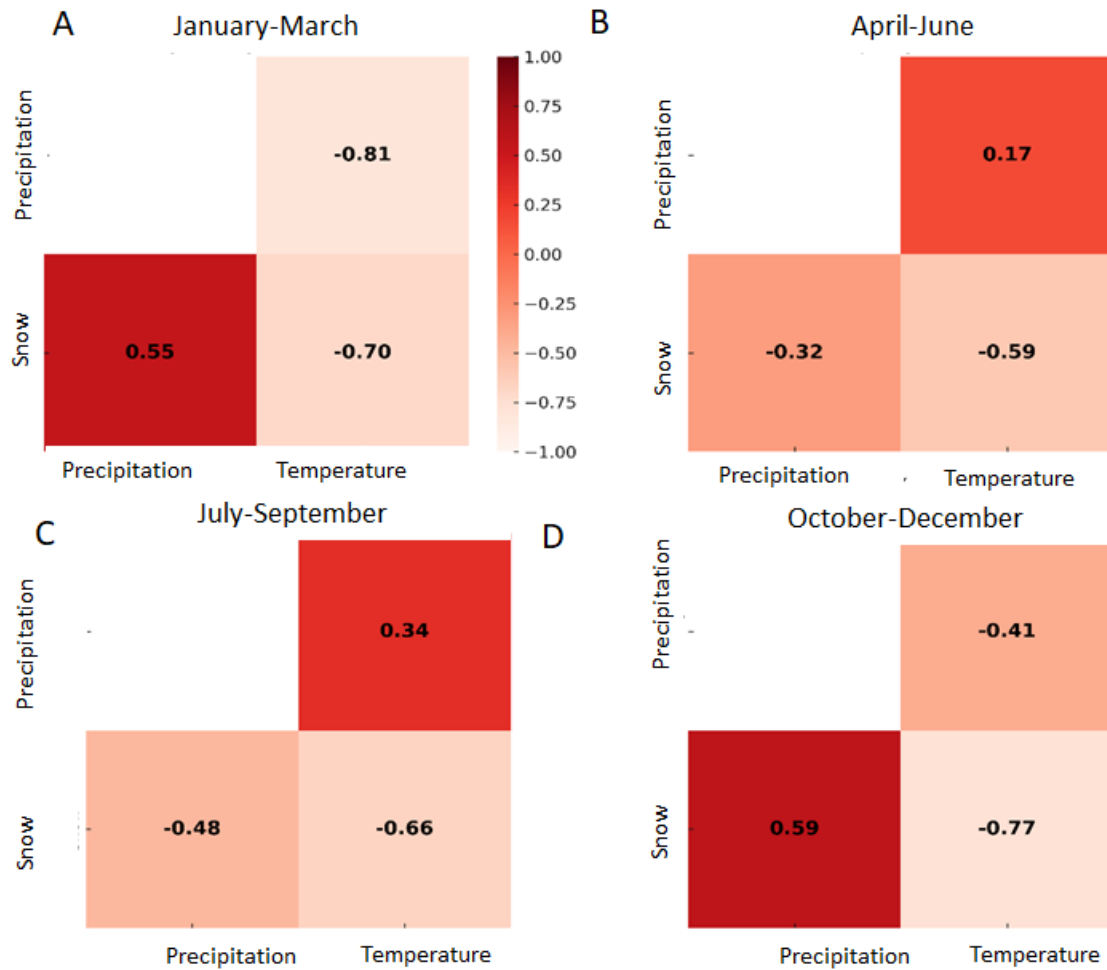 A
January-March
Precipitation
Snow
-0.81
0.55
-0.70
Precipitation
Temperature
1.00
0.75
0.50
0.25
0.00
−0.25
−0.50
−0.75
−1.00
B
April-June
Precipitation
Snow
0.17
-0.32
-0.59
Precipitation
Temperature
C
July-September
Precipitation
Snow
0.34
-0.48
-0.66
Precipitation
Temperature
D
October-December
Precipitation
Snow
-0.41
0.59
-0.77
Precipitation
Temperature